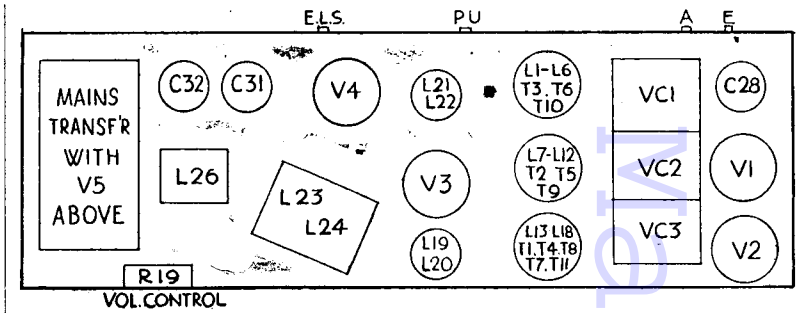 E.L.S. PU A E
MAINS
TRANSF'R
WITH
V5
ABOVE
C32
C31
V4
L21
L22
L1-L6
T3. T6
T10
VC1
C28
L26
L23
L24
V3
L7-L12
T2 T5
T9
VC2
V1
L19
L20
L13 L18
T1. T4. T8
T7. T11
VC3
V2
R19
VOL.CONTROL
Ma